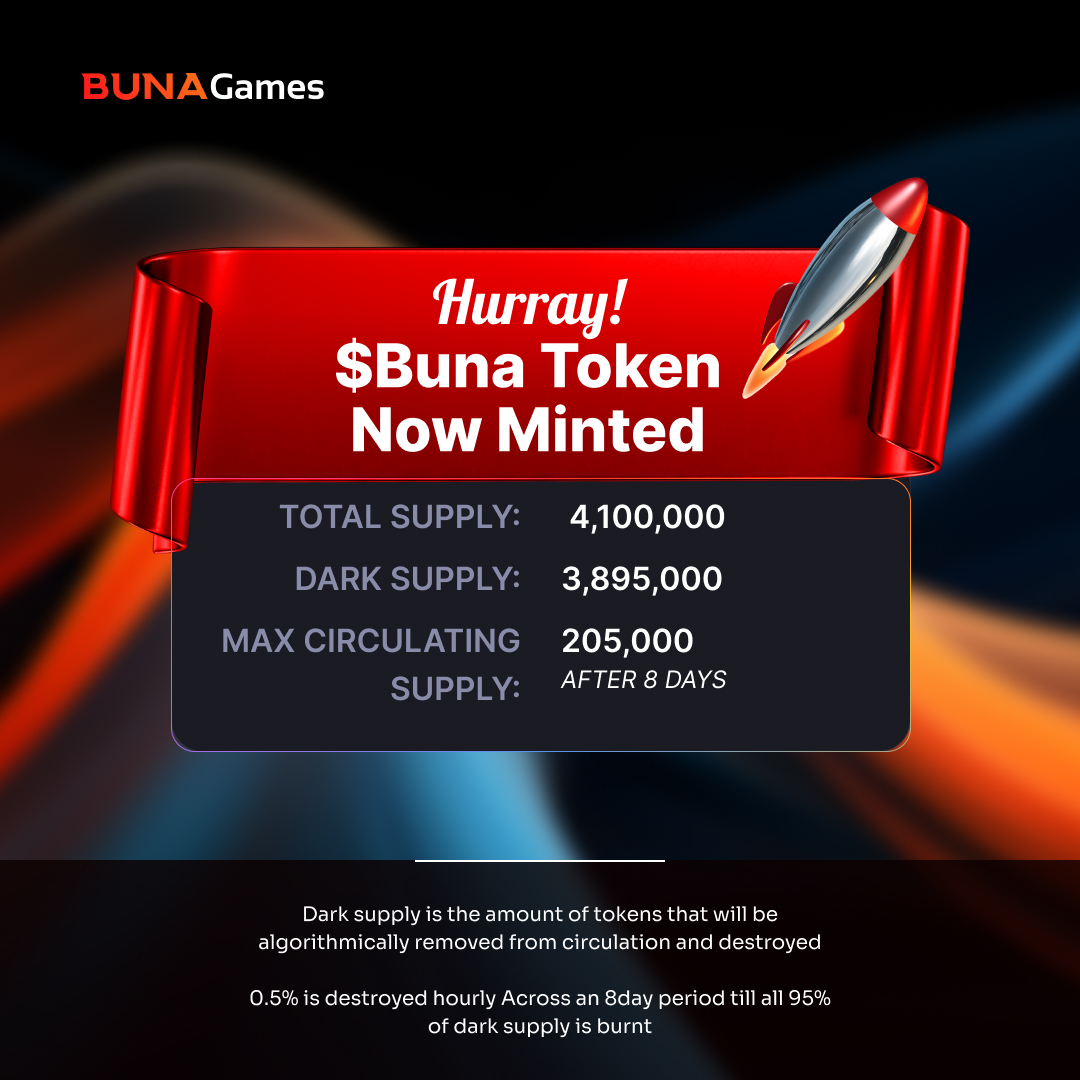 BUNAGames
Hurray!
$Buna Token
Now Minted
TOTAL SUPPLY: 4,100,000
DARK SUPPLY: 3,895,000
MAX CIRCULATING 205,000
SUPPLY: AFTER 8 DAYS
Dark supply is the amount of tokens that will be
algorithmically removed from circulation and destroyed
0.5% is destroyed hourly Across an 8day period till all 95%
of dark supply is burnt